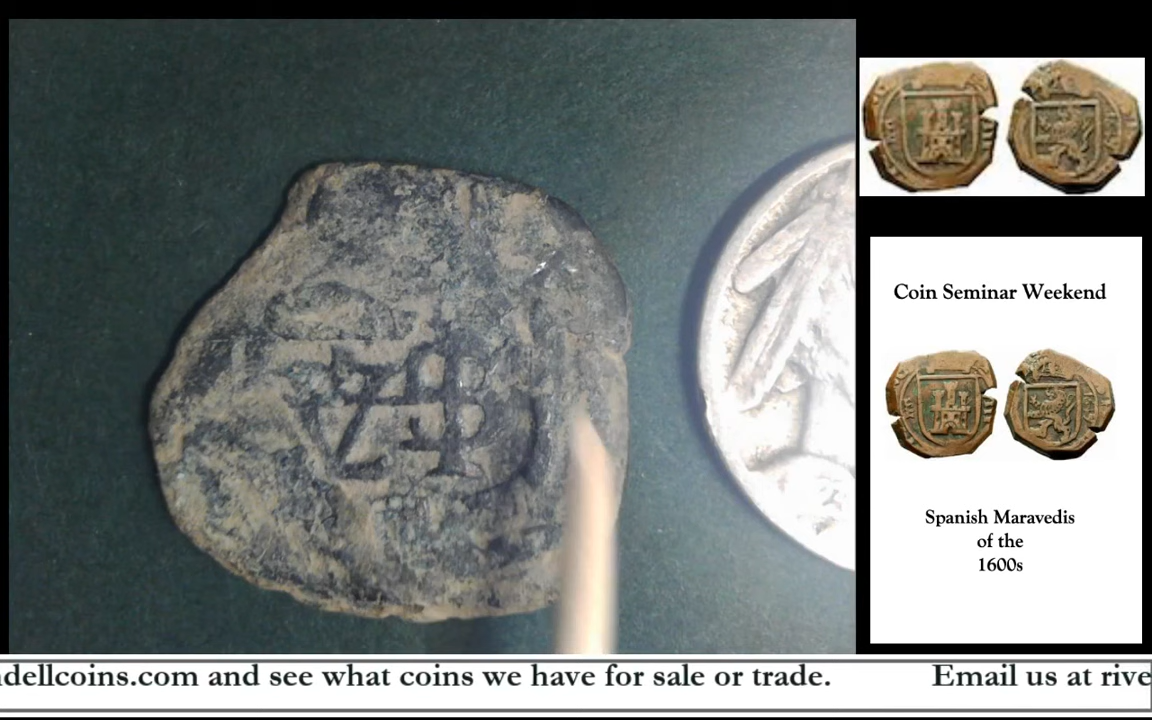 Coin Seminar Weekend
Spanish Maravedis
of the
1600s
ndellcoins.com and see what coins we have for sale or trade. Email us at rive